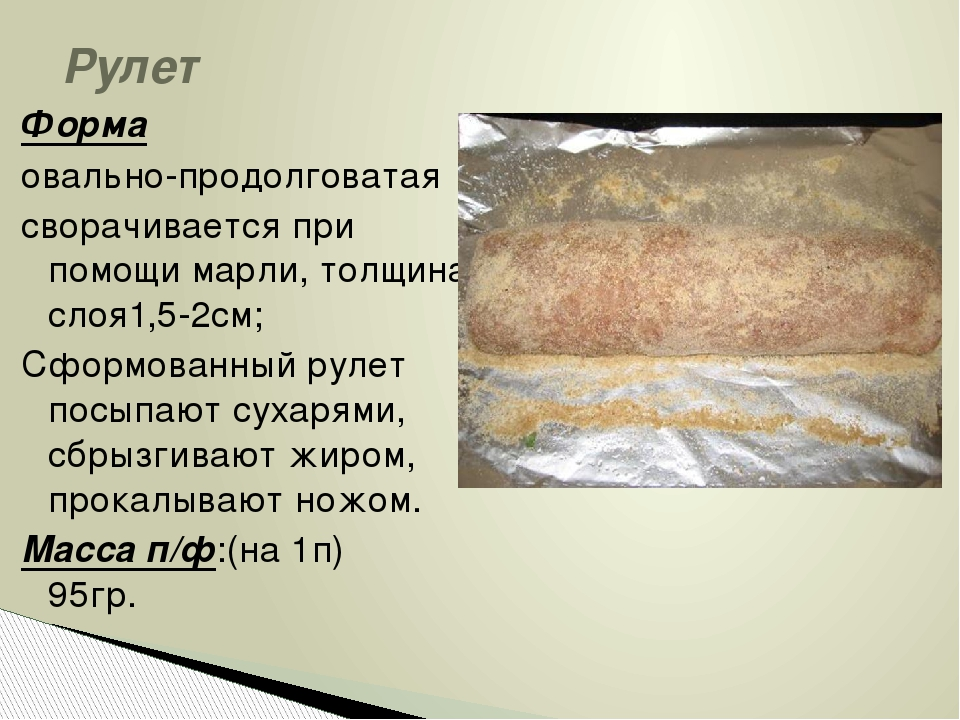 Рулет
Форма
овально-продолговатая
сворачивается при
помощи марли, толщина
слоя1,5-2см;
Сформованный рулет
посыпают сухарями,
сбрызгивают жиром,
прокалывают ножом.
Масса п/ф:(на 1п)
95гр.